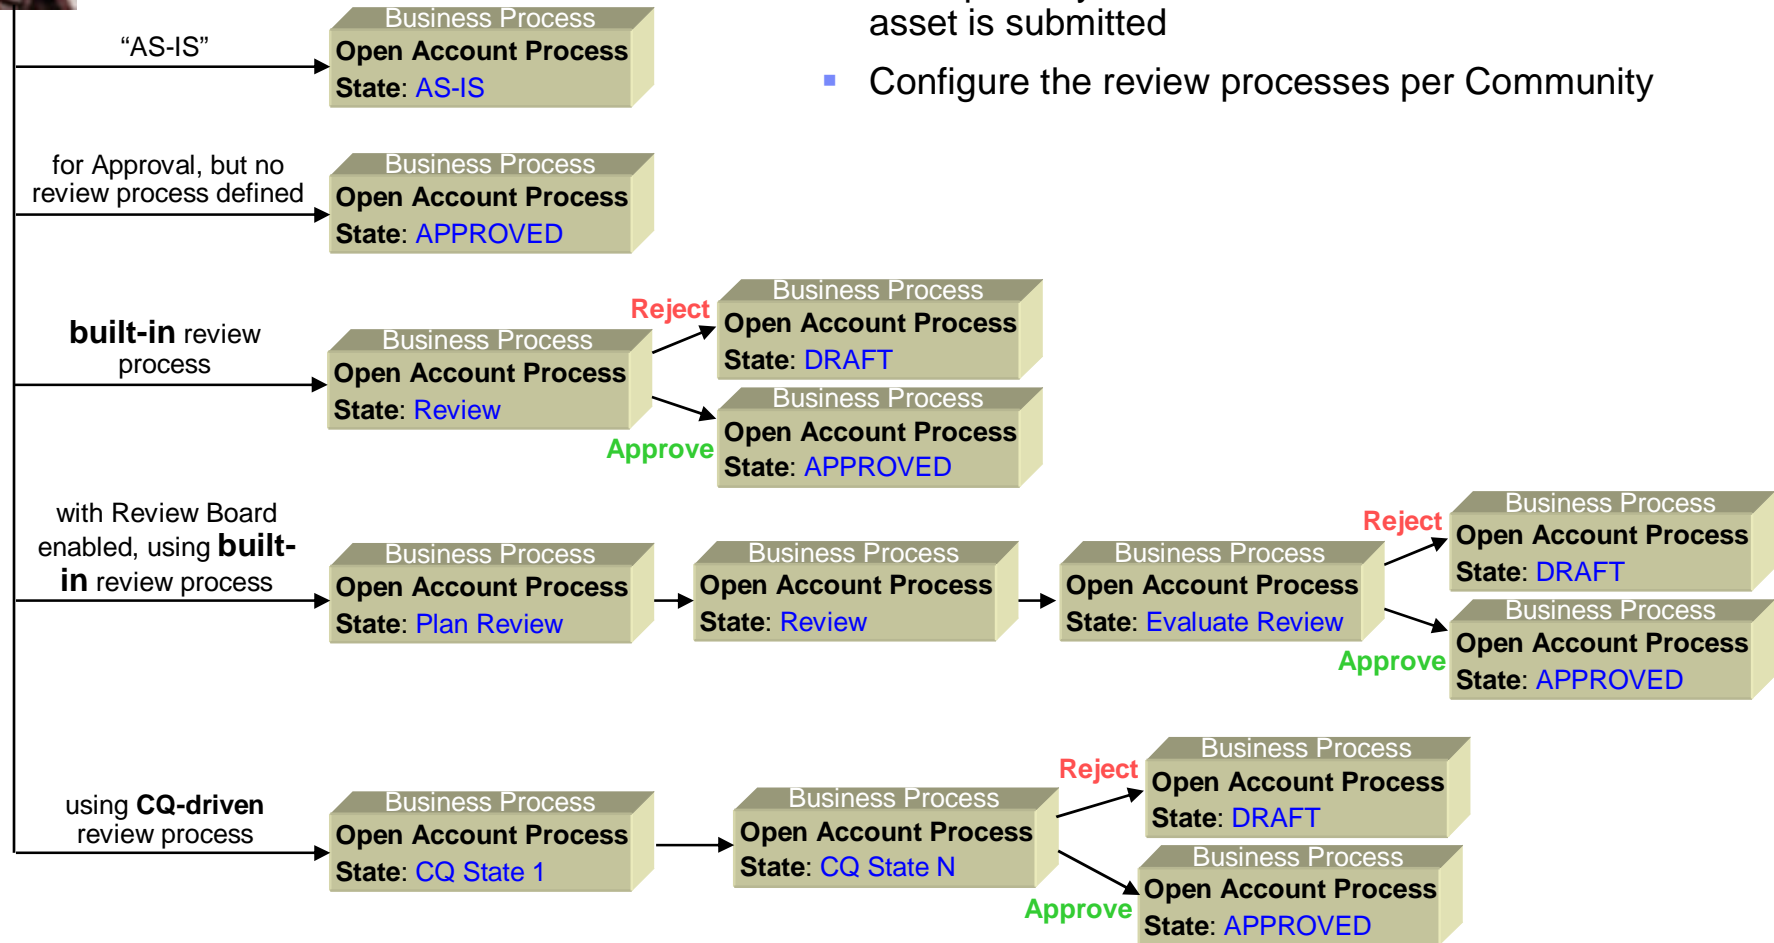 asset is submitted
Configure the review processes per Community
“AS-IS”
Business Process
Open Account Process
State: AS-IS
for Approval, but no
review process defined
Business Process
Open Account Process
State: APPROVED
built-in review
process
Business Process
Open Account Process
State: Review
Reject
Business Process
Open Account Process
State: DRAFT
Approve
Business Process
Open Account Process
State: APPROVED
with Review Board
enabled, using built-
in review process
Business Process
Open Account Process
State: Plan Review
Business Process
Open Account Process
State: Review
Business Process
Open Account Process
State: Evaluate Review
Reject
Business Process
Open Account Process
State: DRAFT
Approve
Business Process
Open Account Process
State: APPROVED
using CQ-driven
review process
Business Process
Open Account Process
State: CQ State 1
Business Process
Open Account Process
State: CQ State N
Reject
Business Process
Open Account Process
State: DRAFT
Approve
Business Process
Open Account Process
State: APPROVED